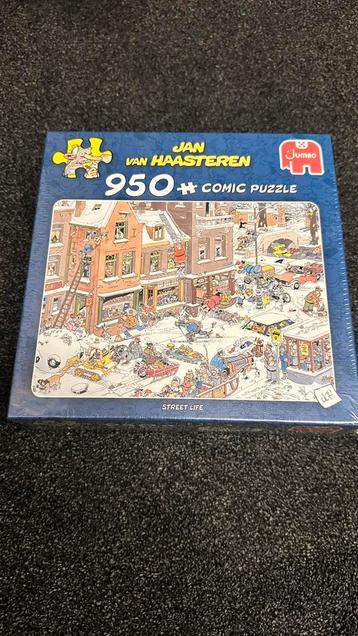 JAN
VAN HAASTEREN
Jumbo
950 COMIC PUZZLE
STREET LIFE